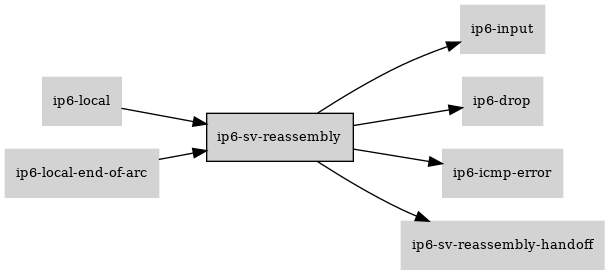 ip6-input
ip6-local
ip6-drop
ip6-sv-reassembly
ip6-local-end-of-arc
ip6-icmp-error
ip6-sv-reassembly-handoff